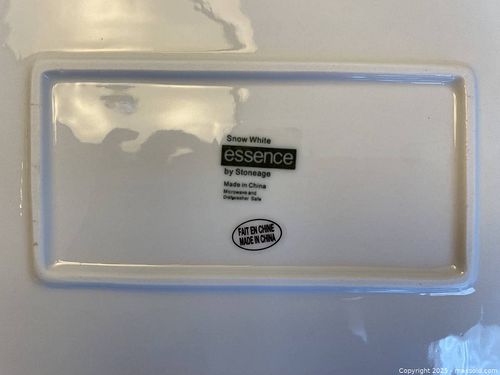 Snow White
essence
by Stoneage
Made in China
Microwave and
Dishwasher Safe
FAIT EN CHINE
MADE IN CHINA
Copyright 2025 - maxsold.com